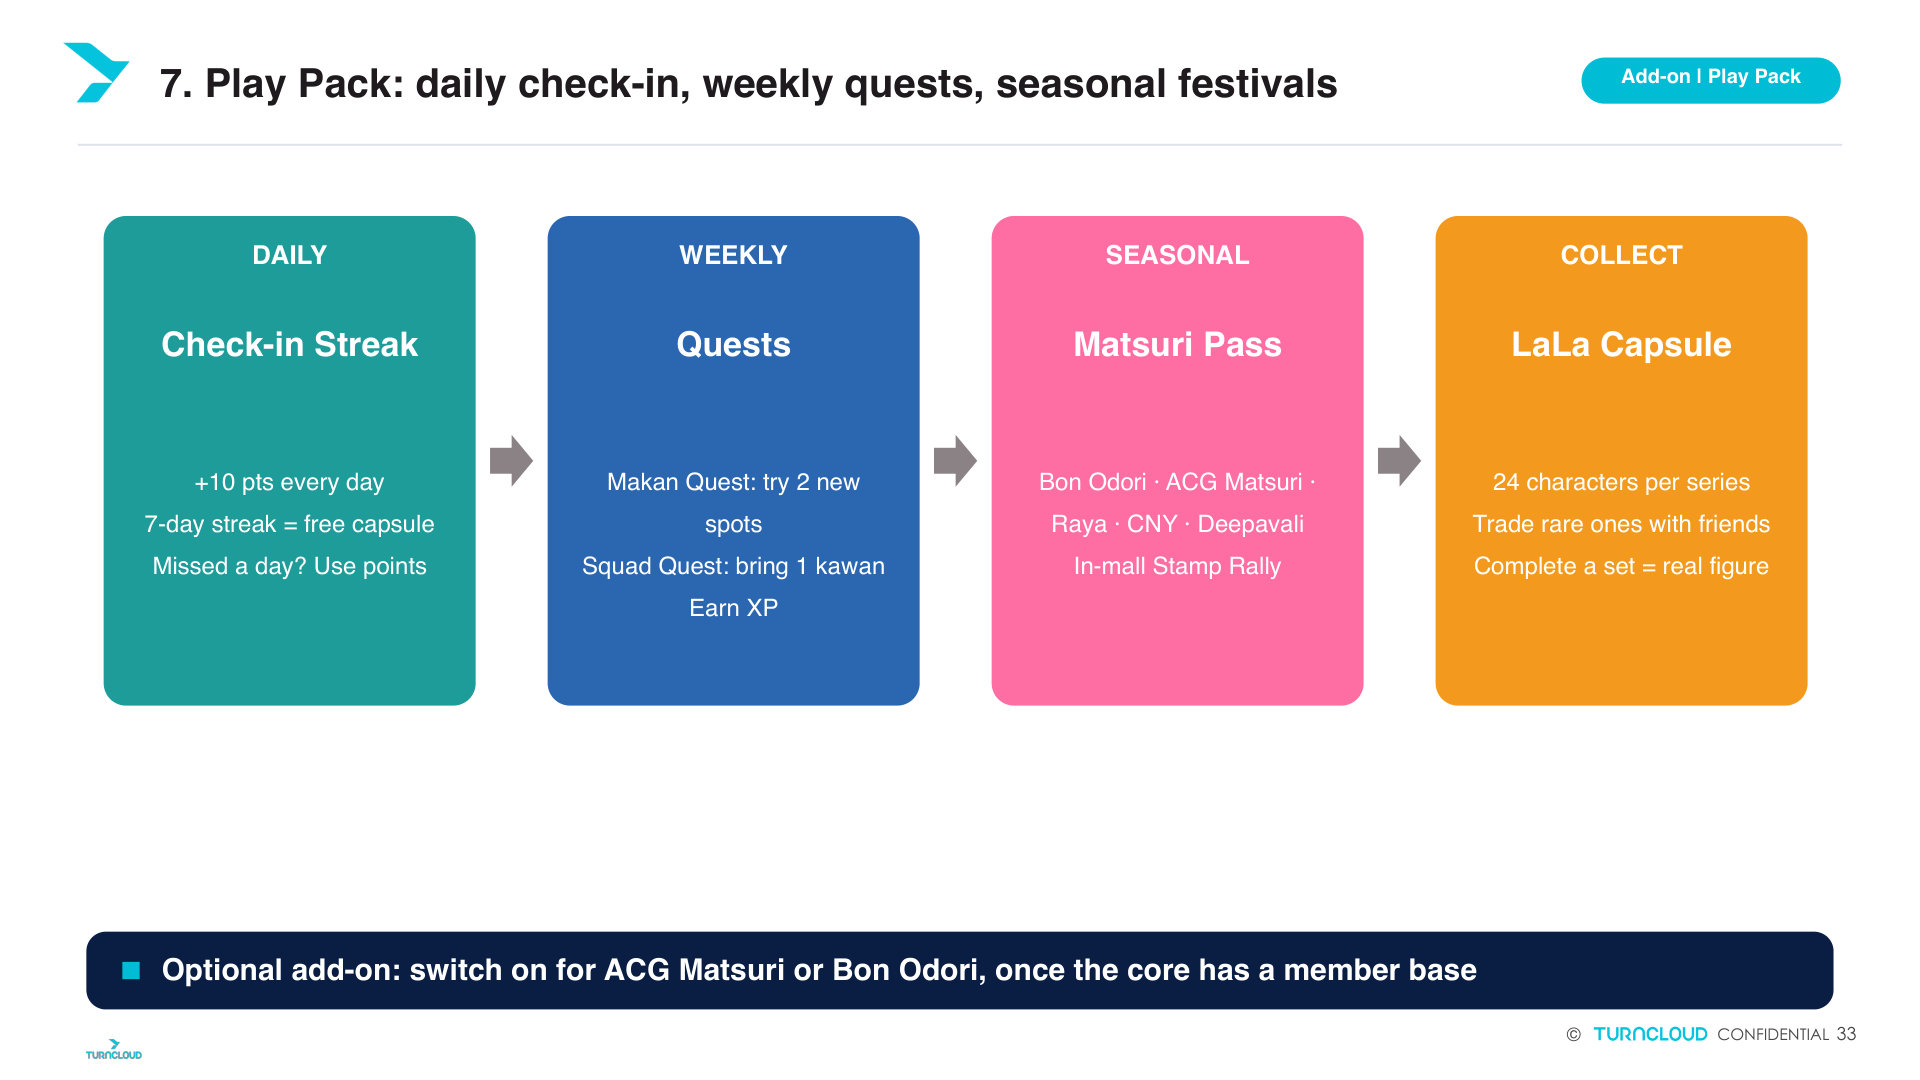 7. Play Pack: daily check-in, weekly quests, seasonal festivals
Add-on | Play Pack
DAILY
Check-in Streak
+10 pts every day
7-day streak = free capsule
Missed a day? Use points
WEEKLY
Quests
Makan Quest: try 2 new
spots
Squad Quest: bring 1 kawan
Earn XP
SEASONAL
Matsuri Pass
Bon Odori · ACG Matsuri ·
Raya · CNY · Deepavali
In-mall Stamp Rally
COLLECT
LaLa Capsule
24 characters per series
Trade rare ones with friends
Complete a set = real figure
Optional add-on: switch on for ACG Matsuri or Bon Odori, once the core has a member base
TURNCLOUD
© TURNCLOUD CONFIDENTIAL 33